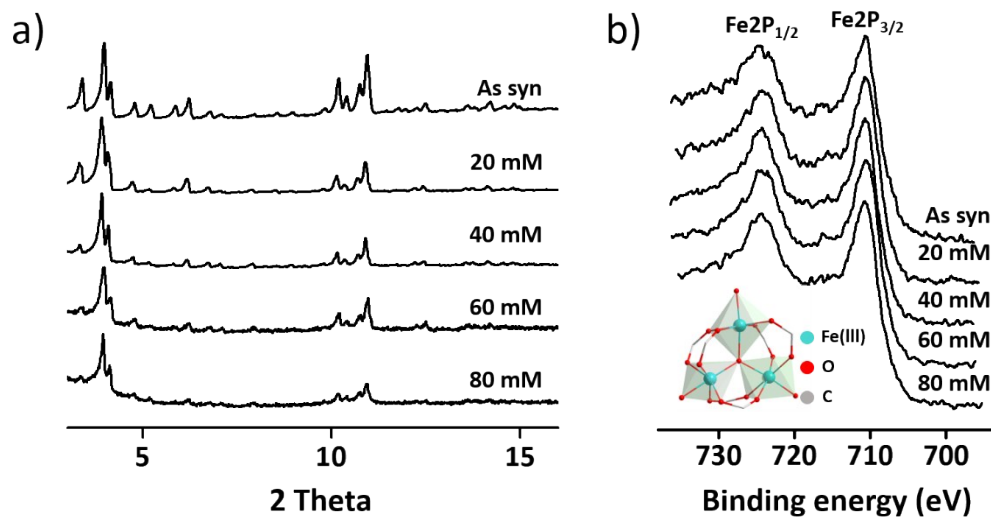 a)
As syn
20 mM
40 mM
60 mM
80 mM
5 10 15
2 Theta
b)
Fe2P1/2 Fe2P3/2
As syn
20 mM
40 mM
60 mM
80 mM
Fe(III)
O
C
730 720 710 700
Binding energy (eV)